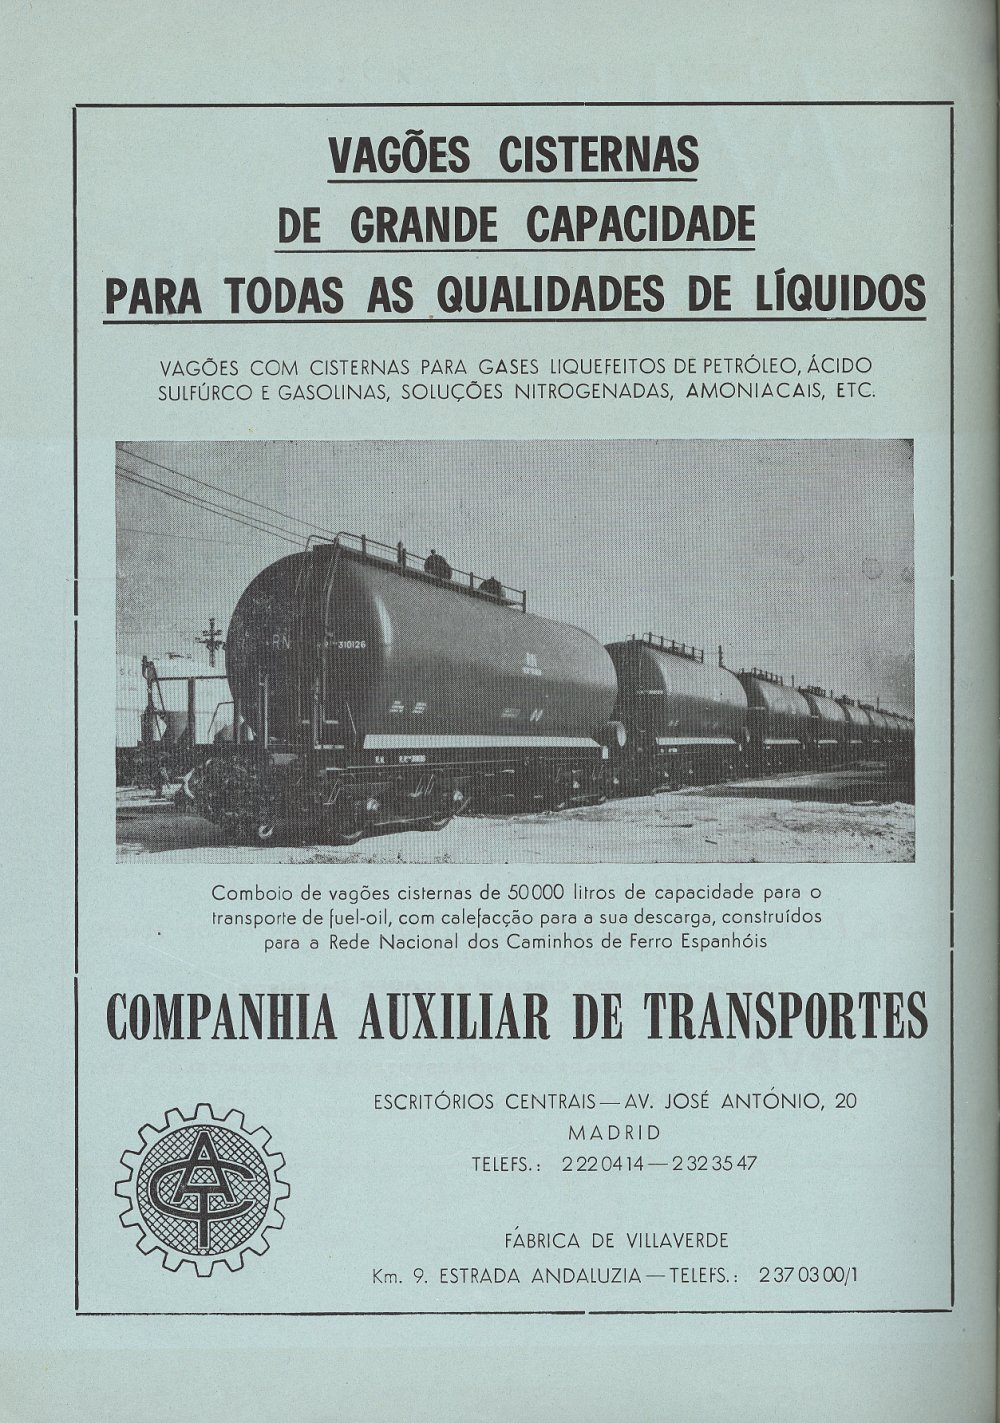 VAGÕES CISTERNAS
DE GRANDE CAPACIDADE
PARA TODAS AS QUALIDADES DE LÍQUIDOS
VAGÕES COM CISTERNAS PARA GASES LIQUEFEITOS DE PETRÓLEO, ÁCIDO
SULFÚRCO E GASOLINAS, SOLUÇÕES NITROGENADAS, AMONIACAIS, ETC.
RN
310126
Comboio de vagões cisternas de 50000 litros de capacidade para o
transporte de fuel-oil, com calefacção para a sua descarga, construídos
para a Rede Nacional dos Caminhos de Ferro Espanhóis
COMPANHIA AUXILIAR DE TRANSPORTES
ESCRITÓRIOS CENTRAIS — AV. JOSÉ ANTÓNIO, 20
MADRID
TELEFS.: 2220414 — 2323547
CAT
FÁBRICA DE VILLAVERDE
Km. 9. ESTRADA ANDALUZIA — TELEFS.: 2370300/1